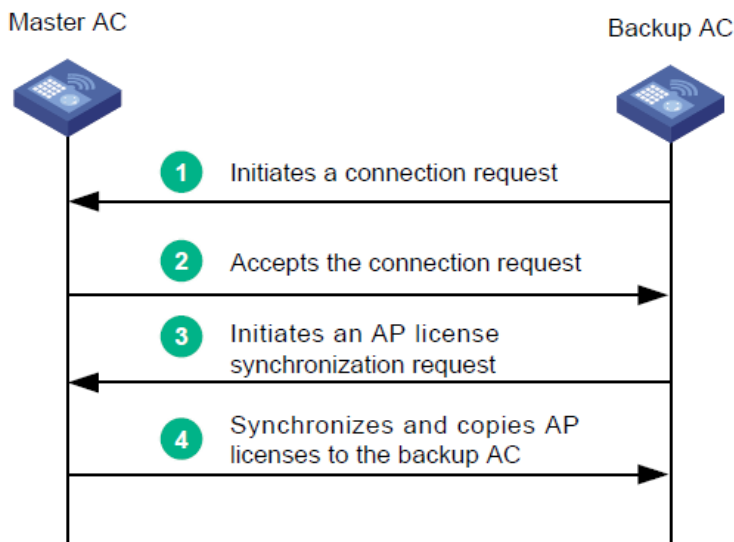 Master AC
Backup AC
1 Initiates a connection request
2 Accepts the connection request
3 Initiates an AP license
synchronization request
4 Synchronizes and copies AP
licenses to the backup AC